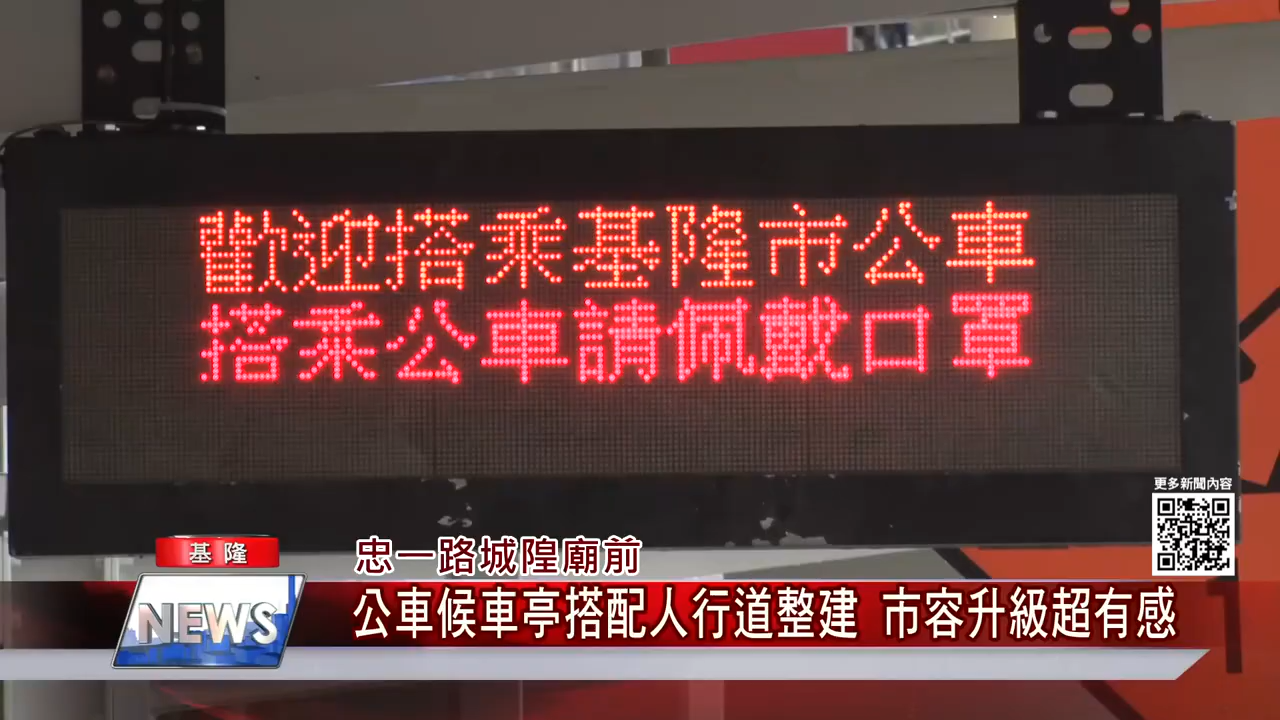 歡迎搭乘基隆市公車
搭乘公車請佩戴口罩
更多新聞內容
基隆
忠一路城隍廟前
NEWS
公車候車亭搭配人行道整建 市容升級超有感